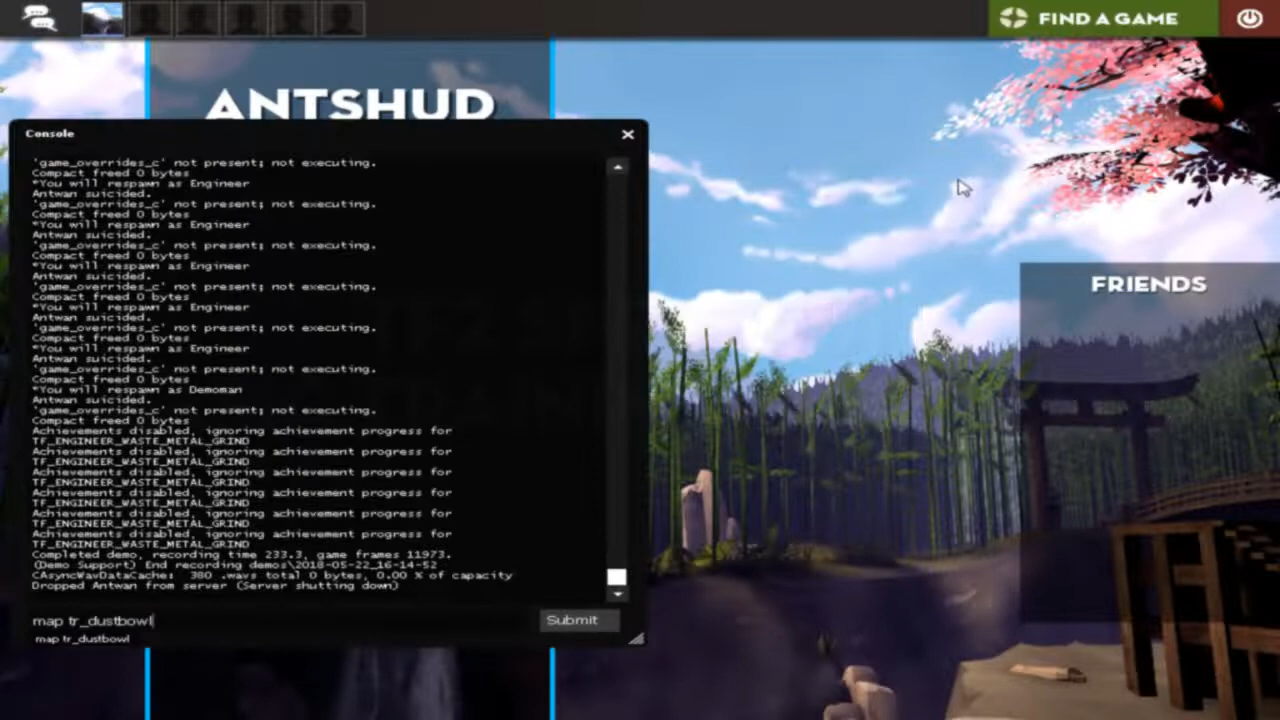 FIND A GAME
ANTSHUD
Console
'game_overrides_c' not present; not executing.
Compact freed 0 bytes
*You will respawn as Engineer
Antwan suicided.
'game_overrides_c' not present; not executing.
Compact freed 0 bytes
*You will respawn as Engineer
Antwan suicided.
'game_overrides_c' not present; not executing.
Compact freed 0 bytes
*You will respawn as Engineer
Antwan suicided.
'game_overrides_c' not present; not executing.
Compact freed 0 bytes
*You will respawn as Engineer
Antwan suicided.
'game_overrides_c' not present; not executing.
Compact freed 0 bytes
*You will respawn as Engineer
Antwan suicided.
'game_overrides_c' not present; not executing.
Compact freed 0 bytes
*You will respawn as Demoman
Antwan suicided.
'game_overrides_c' not present; not executing.
Compact freed 0 bytes
Achievements disabled, ignoring achievement progress for
TF_ENGINEER_WASTE_METAL_GRIND
Achievements disabled, ignoring achievement progress for
TF_ENGINEER_WASTE_METAL_GRIND
Achievements disabled, ignoring achievement progress for
TF_ENGINEER_WASTE_METAL_GRIND
Achievements disabled, ignoring achievement progress for
TF_ENGINEER_WASTE_METAL_GRIND
Achievements disabled, ignoring achievement progress for
TF_ENGINEER_WASTE_METAL_GRIND
Achievements disabled, ignoring achievement progress for
TF_ENGINEER_WASTE_METAL_GRIND
Completed demo, recording time 233.3, game frames 11973.
(Demo Support) End recording demos\2018-05-22_16-14-52
CAsyncWavDataCache: 380 .wavs total 0 bytes, 0.00 % of capacity
Dropped Antwan from server (Server shutting down)
map tr_dustbowl
Submit
map tr_dustbowl
FRIENDS